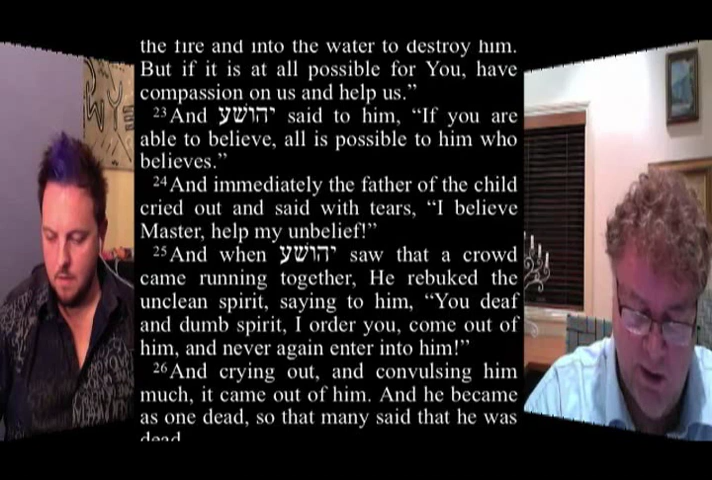 the fire and into the water to destroy him.
But if it is at all possible for You, have
compassion on us and help us.”
23And יהושע said to him, “If you are
able to believe, all is possible to him who
believes.”
24And immediately the father of the child
cried out and said with tears, “I believe
Master, help my unbelief!”
25And when יהושע saw that a crowd
came running together, He rebuked the
unclean spirit, saying to him, “You deaf
and dumb spirit, I order you, come out of
him, and never again enter into him!”
26And crying out, and convulsing him
much, it came out of him. And he became
as one dead, so that many said that he was
dead